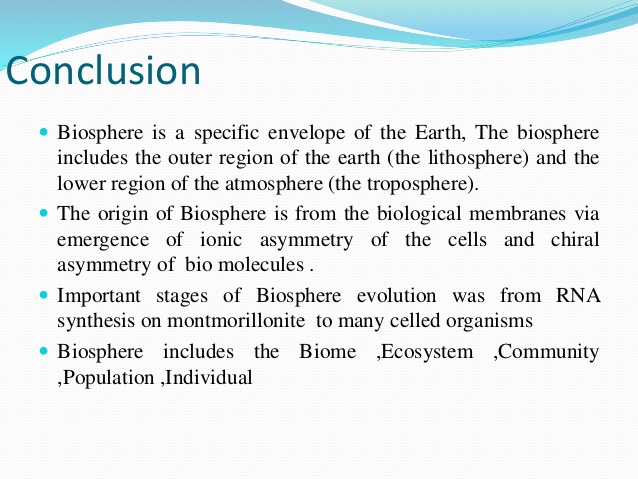 Conclusion
Biosphere is a specific envelope of the Earth, The biosphere
includes the outer region of the earth (the lithosphere) and the
lower region of the atmosphere (the troposphere).
The origin of Biosphere is from the biological membranes via
emergence of ionic asymmetry of the cells and chiral
asymmetry of bio molecules .
Important stages of Biosphere evolution was from RNA
synthesis on montmorillonite to many celled organisms
Biosphere includes the Biome ,Ecosystem ,Community
,Population ,Individual